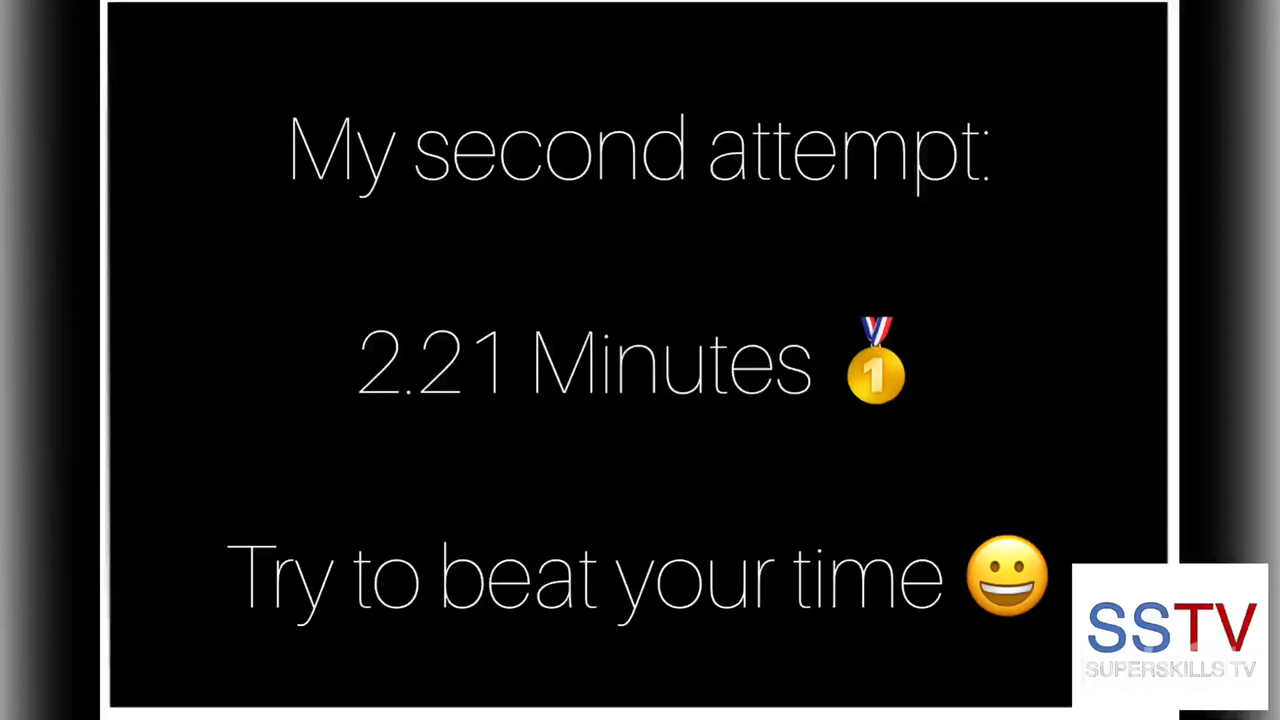 My second attempt:
2.21 Minutes 🥇
Try to beat your time 😀
SSTV
SUPERSKILLS TV